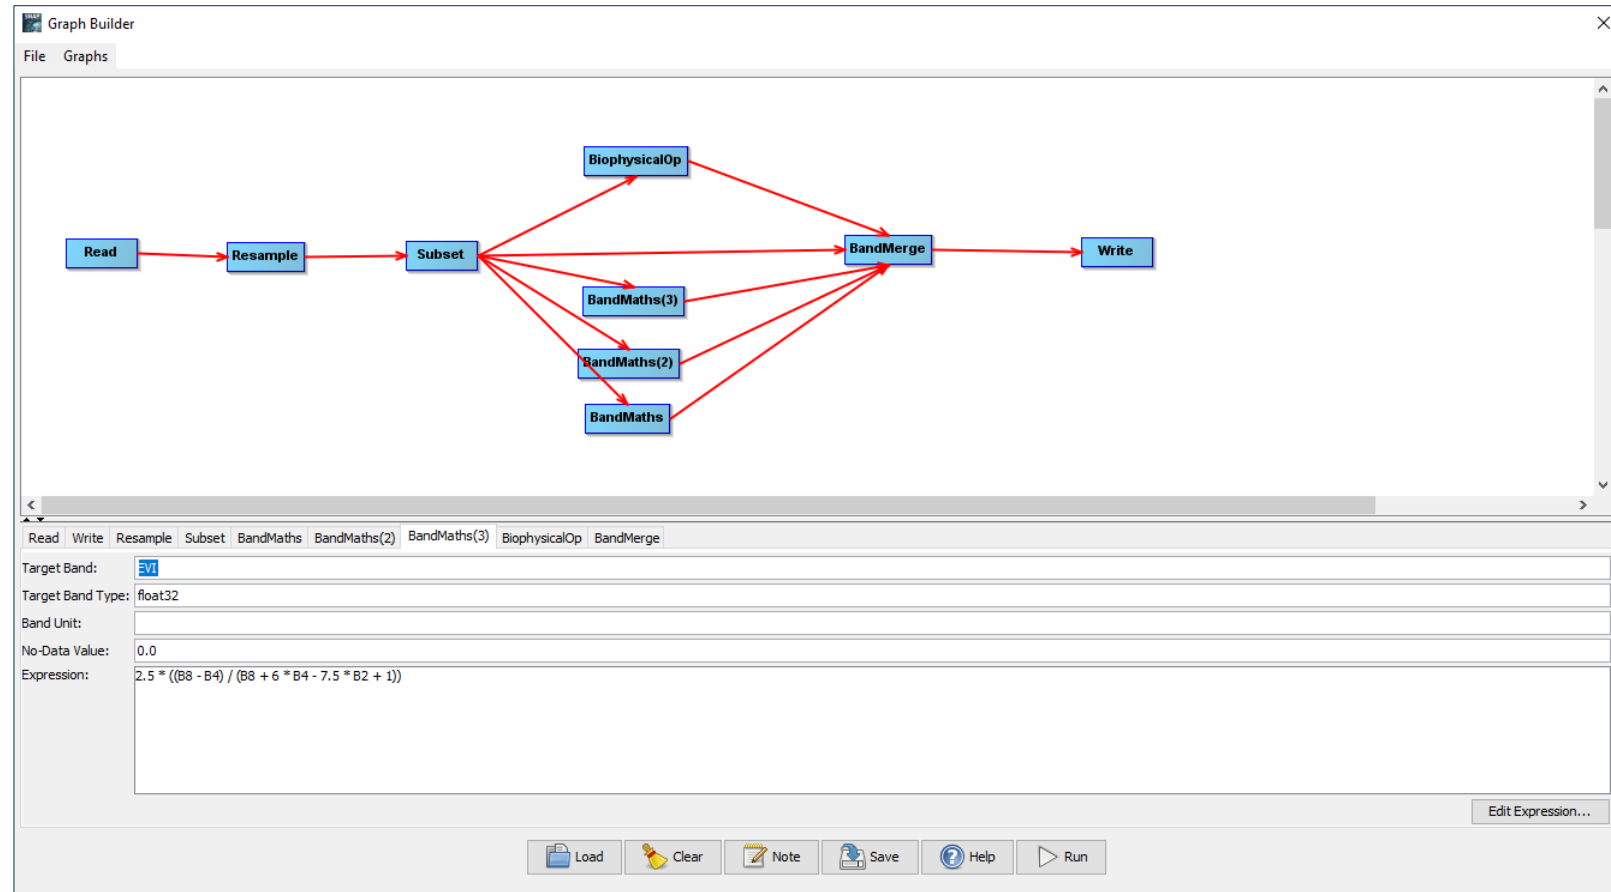 Graph Builder
File Graphs
BiophysicalOp
Read
Resample
Subset
BandMerge
Write
BandMaths(3)
BandMaths(2)
BandMaths
Read Write Resample Subset BandMaths BandMaths(2) BandMaths(3) BiophysicalOp BandMerge
Target Band: EVI
Target Band Type: float32
Band Unit:
No-Data Value: 0.0
Expression: 2.5 * ((B8 - B4) / (B8 + 6 * B4 - 7.5 * B2 + 1))
Edit Expression...
Load Clear Note Save Help Run